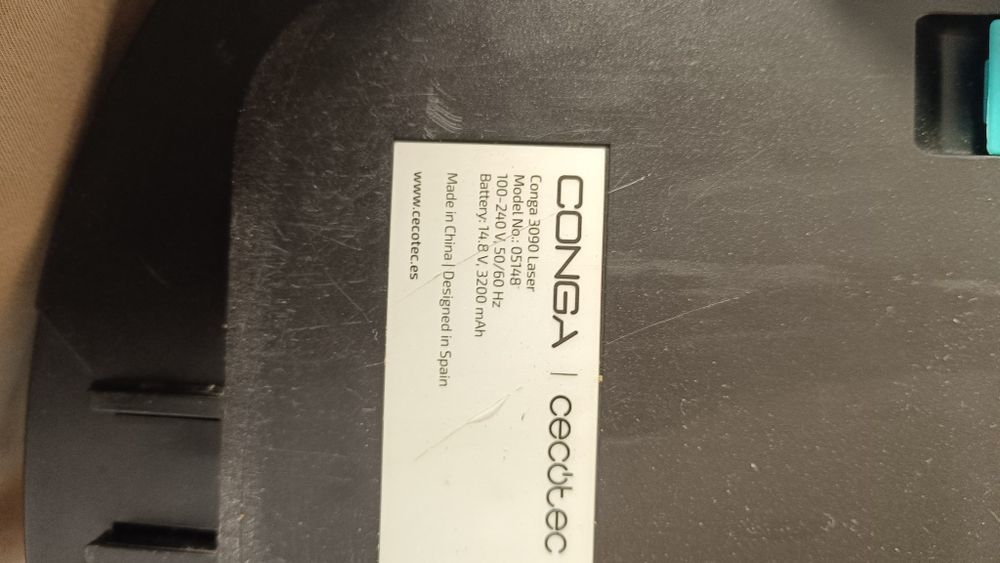 CONGA | cecotec
Conga 3090 Laser
Model No.: 05148
100-240 V, 50/60 Hz
Battery: 14.8 V, 3200 mAh
Made in China | Designed in Spain
www.cecotec.es